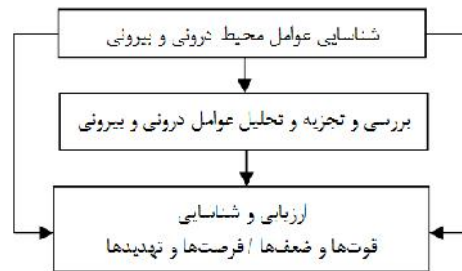 شناسایی عوامل محیط درونی و بیرونی
بررسی و تجزیه و تحلیل عوامل درونی و بیرونی
ارزیابی و شناسایی
قوت‌ها و ضعف‌ها / فرصت‌ها و تهدیدها